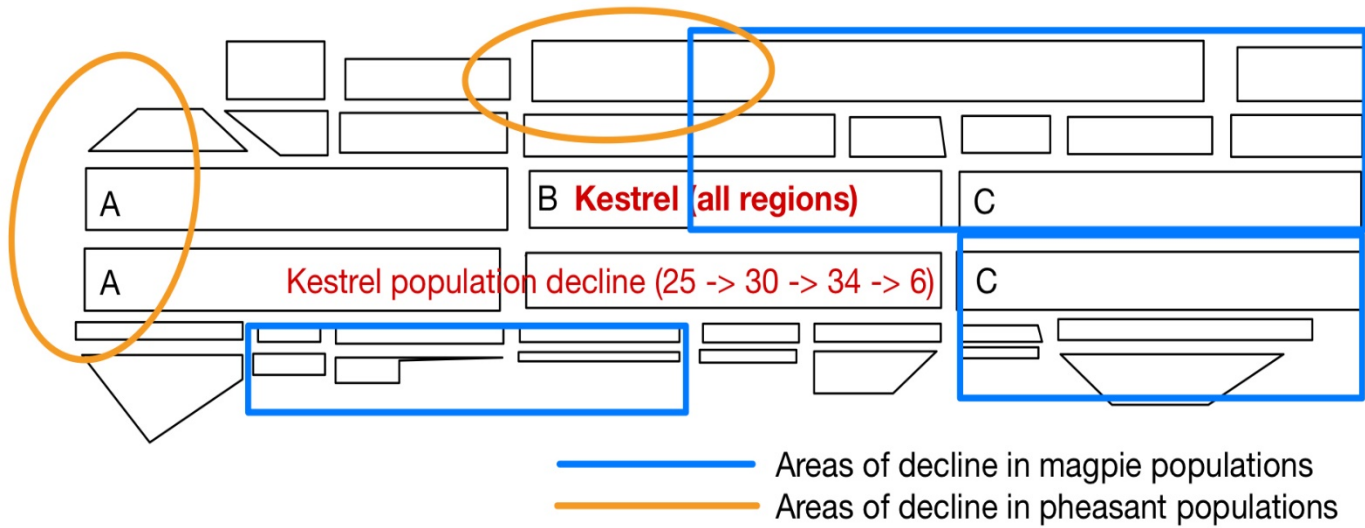 A
B Kestrel (all regions)
C
A
Kestrel population decline (25 -> 30 -> 34 -> 6)
C
Areas of decline in magpie populations
Areas of decline in pheasant populations